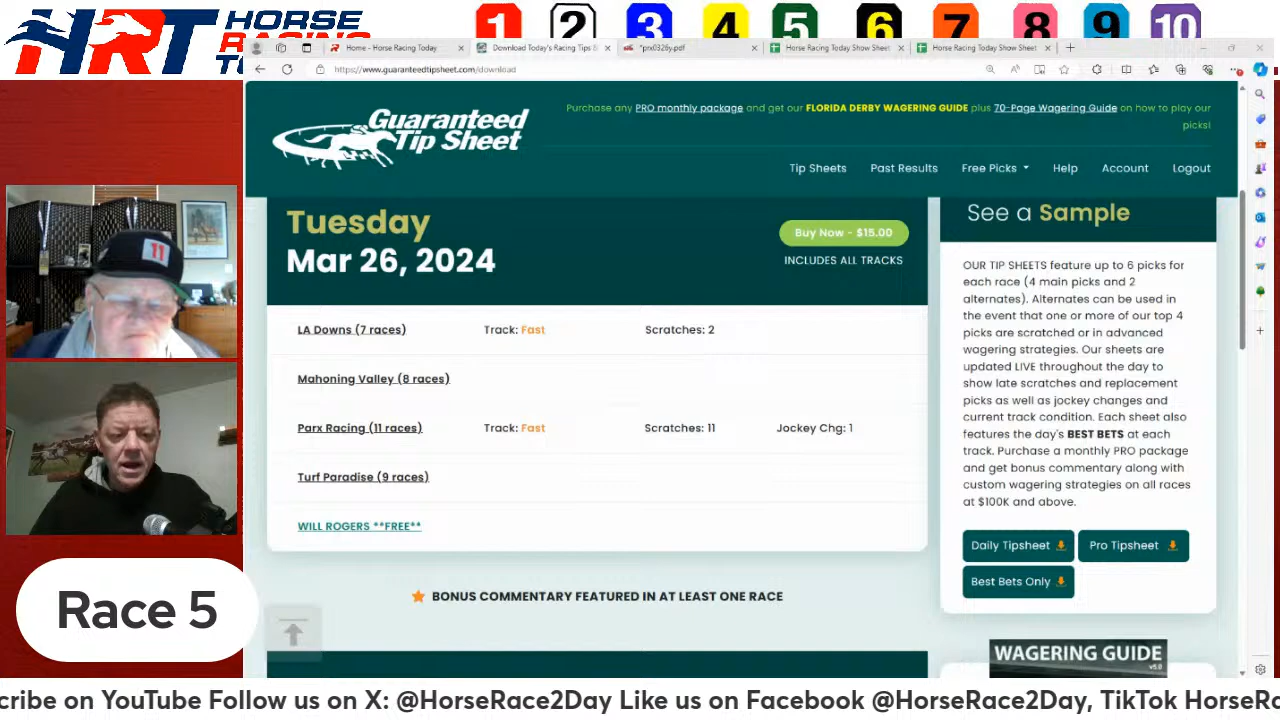 HRT HORSE
RACING
1 2 3 4 5 6 7 8 9 10
Home - Horse Racing Today
Download Today's Racing Tips &
*prx0326y.pdf
Horse Racing Today Show Sheet
Horse Racing Today Show Sheet
https://www.guaranteedtipsheet.com/download
Guaranteed
Tip Sheet
Purchase any PRO monthly package and get our FLORIDA DERBY WAGERING GUIDE plus 70-Page Wagering Guide on how to play our
picks!
Tip Sheets Past Results Free Picks Help Account Logout
Tuesday
Mar 26, 2024
Buy Now - $15.00
INCLUDES ALL TRACKS
LA Downs (7 races) Track: Fast Scratches: 2
Mahoning Valley (8 races)
Parx Racing (11 races) Track: Fast Scratches: 11 Jockey Chg: 1
Turf Paradise (9 races)
WILL ROGERS **FREE**
BONUS COMMENTARY FEATURED IN AT LEAST ONE RACE
See a Sample
OUR TIP SHEETS feature up to 6 picks for
each race (4 main picks and 2
alternates). Alternates can be used in
the event that one or more of our top 4
picks are scratched or in advanced
wagering strategies. Our sheets are
updated LIVE throughout the day to
show late scratches and replacement
picks as well as jockey changes and
current track condition. Each sheet also
features the day's BEST BETS at each
track. Purchase a monthly PRO package
and get bonus commentary along with
custom wagering strategies on all races
at $100K and above.
Daily Tipsheet Pro Tipsheet
Best Bets Only
WAGERING GUIDE
v5.0
11
Race 5
cribe on YouTube Follow us on X: @HorseRace2Day Like us on Facebook @HorseRace2Day, TikTok HorseRa